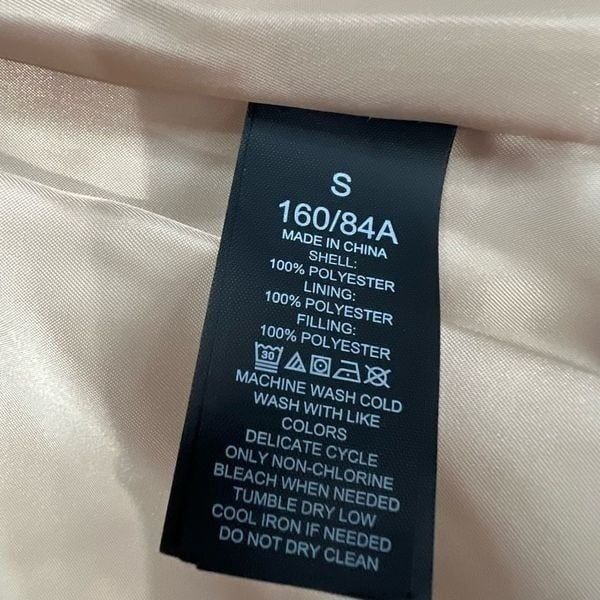 S
160/84A
MADE IN CHINA
SHELL:
100% POLYESTER
LINING:
100% POLYESTER
FILLING:
100% POLYESTER
30
MACHINE WASH COLD
WASH WITH LIKE
COLORS
DELICATE CYCLE
ONLY NON-CHLORINE
BLEACH WHEN NEEDED
TUMBLE DRY LOW
COOL IRON IF NEEDED
DO NOT DRY CLEAN